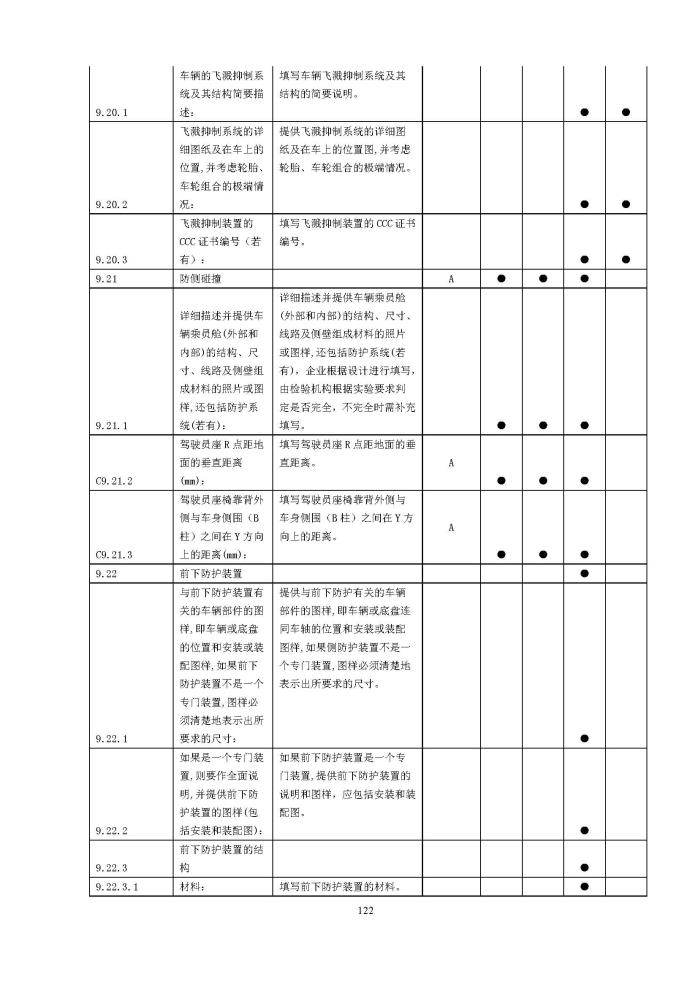 车辆的飞溅抑制系 填写车辆飞溅抑制系统及其
统及其结构简要描 结构的简要说明。
9.20.1 述: ● ●
飞溅抑制系统的详 提供飞溅抑制系统的详细图
细图纸及在车上的 纸及在车上的位置图,并考虑
位置,并考虑轮胎、 轮胎、车轮组合的极端情况。
车轮组合的极端情
9.20.2 况: ● ●
飞溅抑制装置的 填写飞溅抑制装置的 CCC 证书
CCC 证书编号（若 编号。
9.20.3 有）: ● ●
9.21 防侧碰撞 A ● ● ●
详细描述并提供车辆乘员舱
详细描述并提供车 (外部和内部)的结构、尺寸、
辆乘员舱(外部和 线路及侧壁组成材料的照片
内部)的结构、尺 或图样,还包括防护系统(若
寸、线路及侧壁组 有)，企业根据设计进行填写,
成材料的照片或图 由检验机构根据实验要求判
样,还包括防护系 定是否完全，不完全时需补充
9.21.1 统(若有): 填写。 ● ● ●
驾驶员座 R 点距地 填写驾驶员座 R 点距地面的垂
面的垂直距离 直距离。 A
C9.21.2 (mm): ● ● ●
驾驶员座椅靠背外 填写驾驶员座椅靠背外侧与
侧与车身侧围（B 车身侧围（B 柱）之间在 Y 方
柱）之间在 Y 方向 向上的距离。 A
C9.21.3 上的距离(mm): ● ● ●
9.22 前下防护装置 ●
与前下防护装置有 提供与前下防护有关的车辆
关的车辆部件的图 部件的图样,即车辆或底盘连
样,即车辆或底盘 同车轴的位置和安装或装配
的位置和安装或装 图样,如果侧防护装置不是一
配图样,如果前下 个专门装置,图样必须清楚地
防护装置不是一个 表示出所要求的尺寸。
专门装置,图样必
须清楚地表示出所
9.22.1 要求的尺寸: ●
如果是一个专门装 如果前下防护装置是一个专
置,则要作全面说 门装置,提供前下防护装置的
明,并提供前下防 说明和图样，应包括安装和装
护装置的图样(包 配图。
9.22.2 括安装和装配图): ●
前下防护装置的结
9.22.3 构 ●
9.22.3.1 材料: 填写前下防护装置的材料。 ●
122